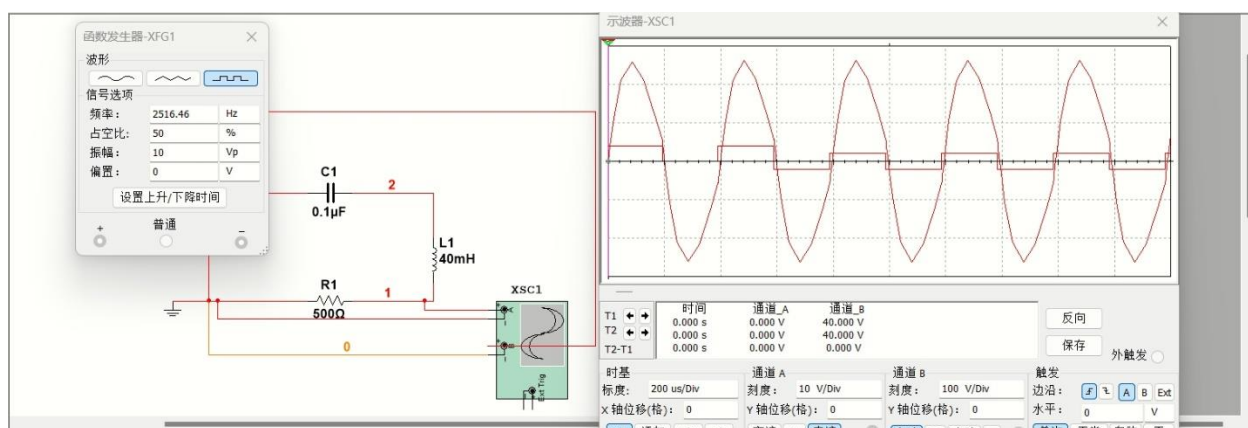 函数发生器-XFG1
波形
信号选项
频率： 2516.46 Hz
占空比: 50 %
振幅： 10 Vp
偏置： 0 V
设置上升/下降时间
+ 普通 −
C1
0.1µF
2
L1
40mH
R1
500Ω
1
0
XSC1
A
B
Ext Trig
示波器-XSC1
时间 通道_A 通道_B
T1 0.000 s 0.000 V 40.000 V
T2 0.000 s 0.000 V 40.000 V
T2-T1 0.000 s 0.000 V 0.000 V
反向
保存
外触发
时基
标度： 200 us/Div
X 轴位移(格)： 0
通道 A
刻度： 10 V/Div
Y 轴位移(格)： 0
通道 B
刻度： 100 V/Div
Y 轴位移(格)： 0
触发
边沿： A B Ext
水平： 0 V